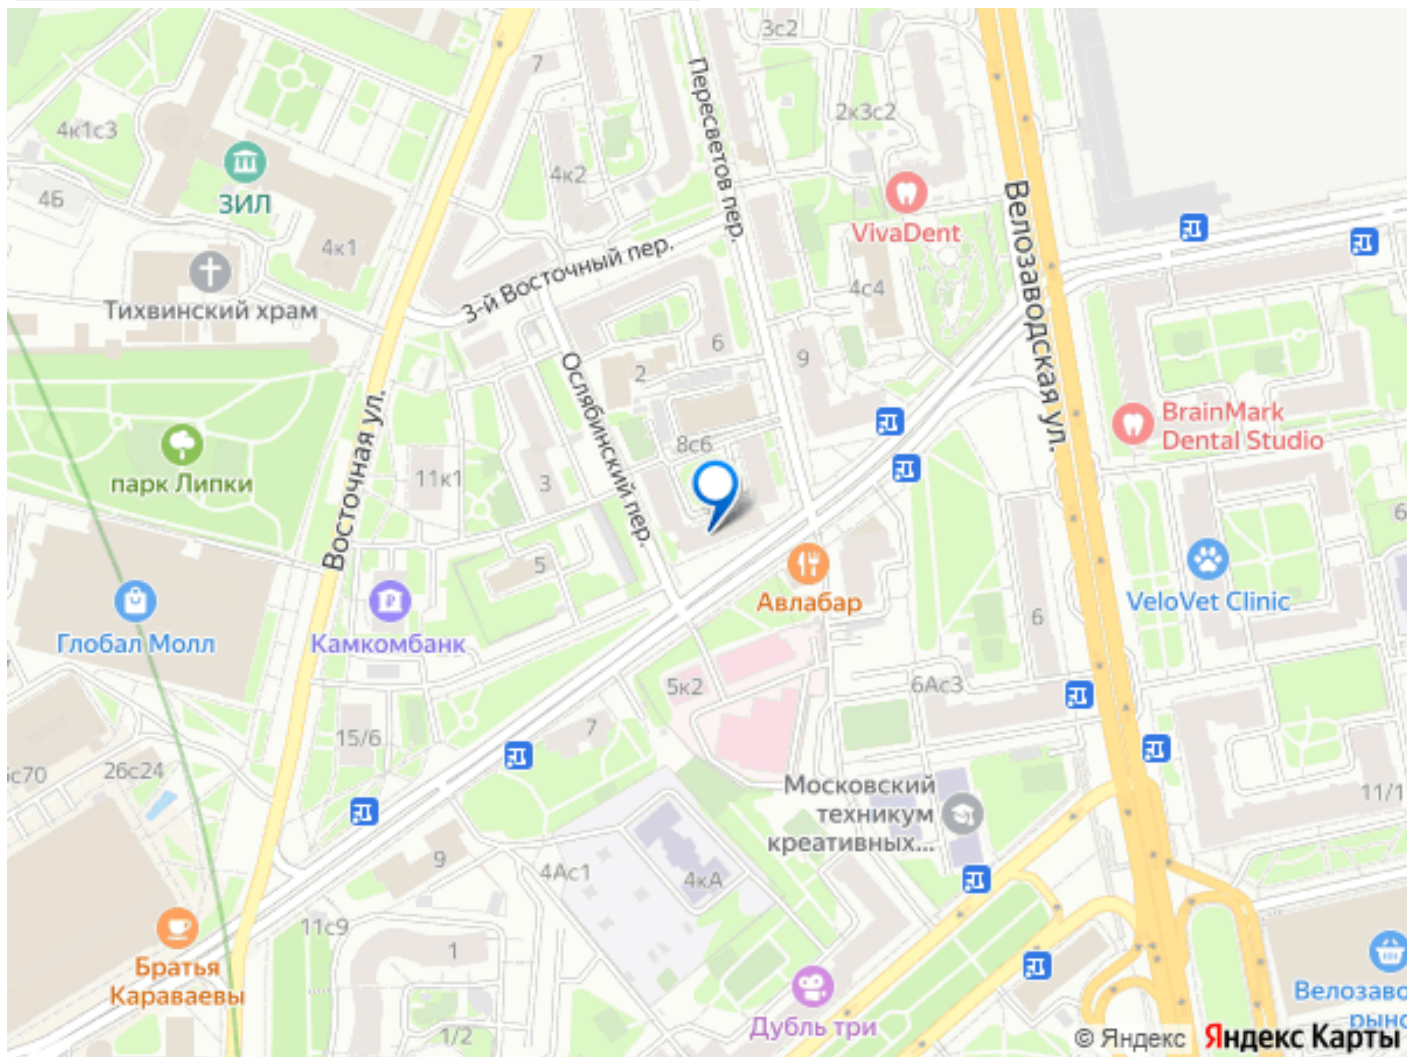 3с2
7
Пересветов пер.
2к3с2
4к1с3
4к2
ЗИЛ
4Б
Велозаводская ул.
VivaDent
4к1
3-й Восточный пер.
4с4
Тихвинский храм
6
9
2
Ослябинский пер.
Восточная ул.
BrainMark
Dental Studio
8с6
11к1
3
парк Липки
5
Авлабар
VeloVet Clinic
Глобал Молл
Камкомбанк
6
5к2
6Ас3
7
15/6
26с24
с70
Московский
техникум
креативных...
11/1
9
4Ас1
4кА
11с9
1
Братья
Караваевы
Дубль три
1/2
Велозаво
рыно
© Яндекс Яндекс Карты